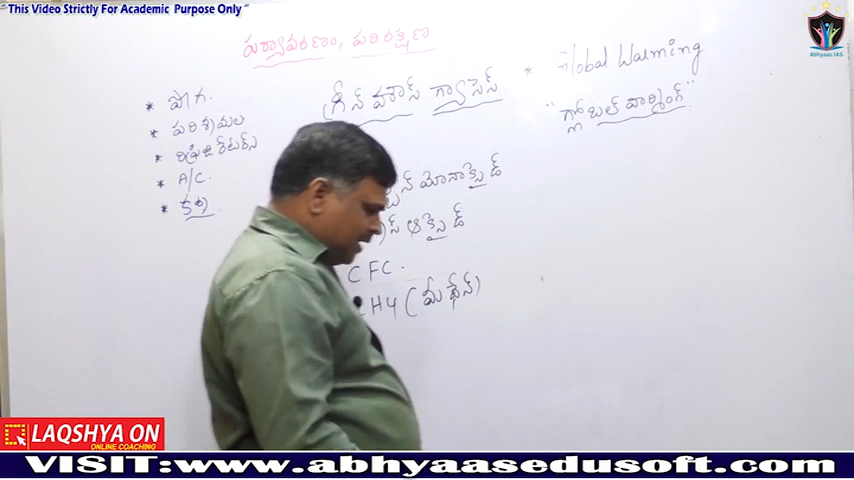 "This Video Strictly For Academic Purpose Only"
Abhyaas IAS
పర్యావరణం, పరిరక్షణ
గ్రీన్ హౌస్ గ్యాసెస్
* Global Warming
"గ్లోబల్ వార్మింగ్"
* పొగ.
* పరిశ్రమల
* రిఫ్రిజిరేటర్స్
* A/C.
*
మోనాక్సైడ్
ఆక్సైడ్
CFC.
CH4 (మీథేన్)
LAQSHYA ON
ONLINE COACHING
VISIT:www.abhyaasedusoft.com